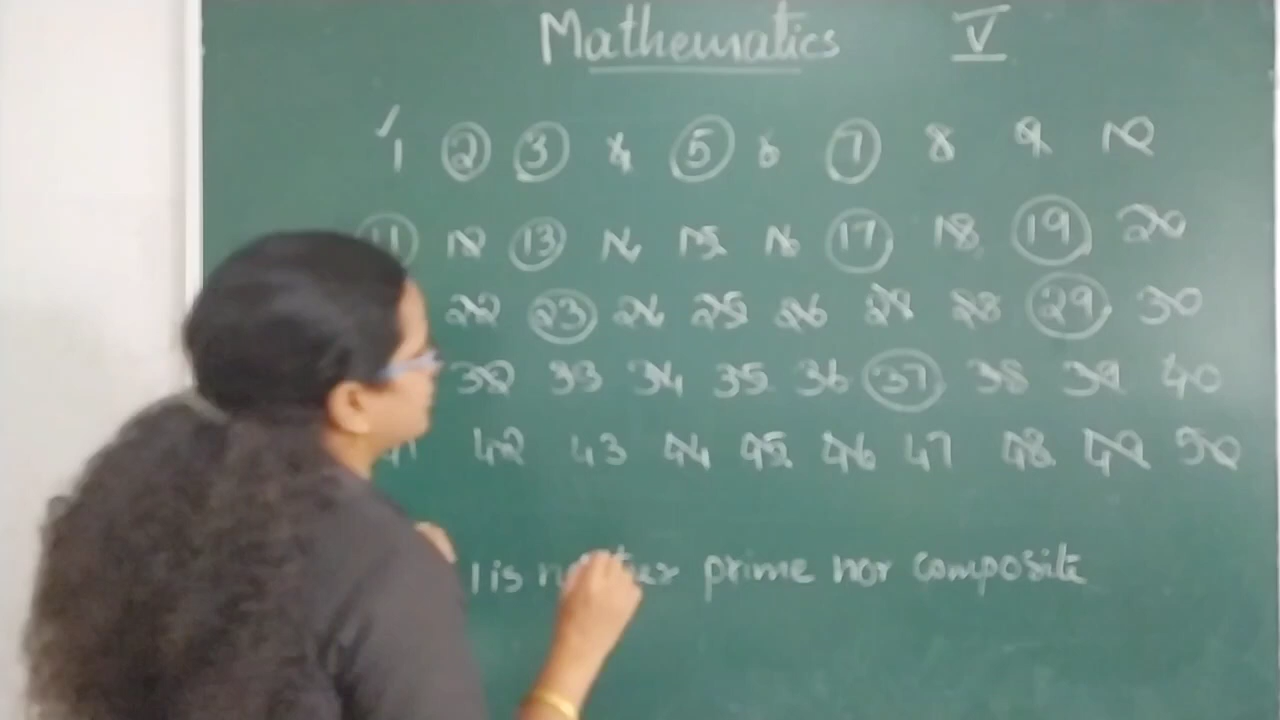 Mathematics V
1 2 3 4 5 6 7 8 9 10
11 12 13 14 15 16 17 18 19 20
22 23 24 25 26 28 29 30
32 33 34 35 36 37 38 39 40
42 43 44 45 46 47 48 49 50
1 is prime nor composite